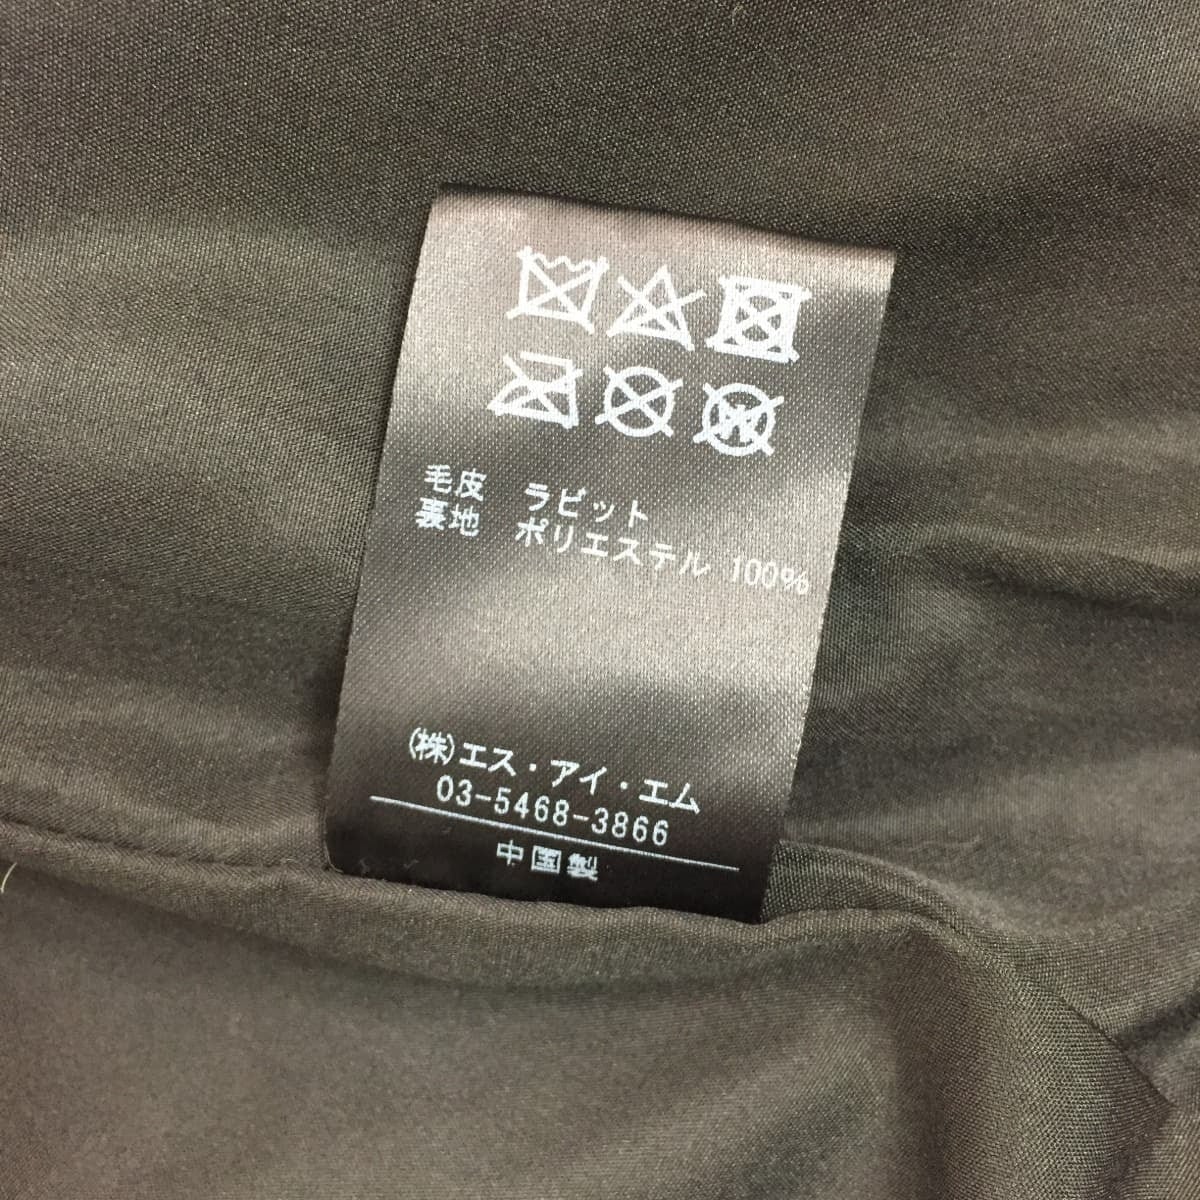 毛皮 ラビット
裏地 ポリエステル 100%
(株)エス・アイ・エム
03-5468-3866
中国製